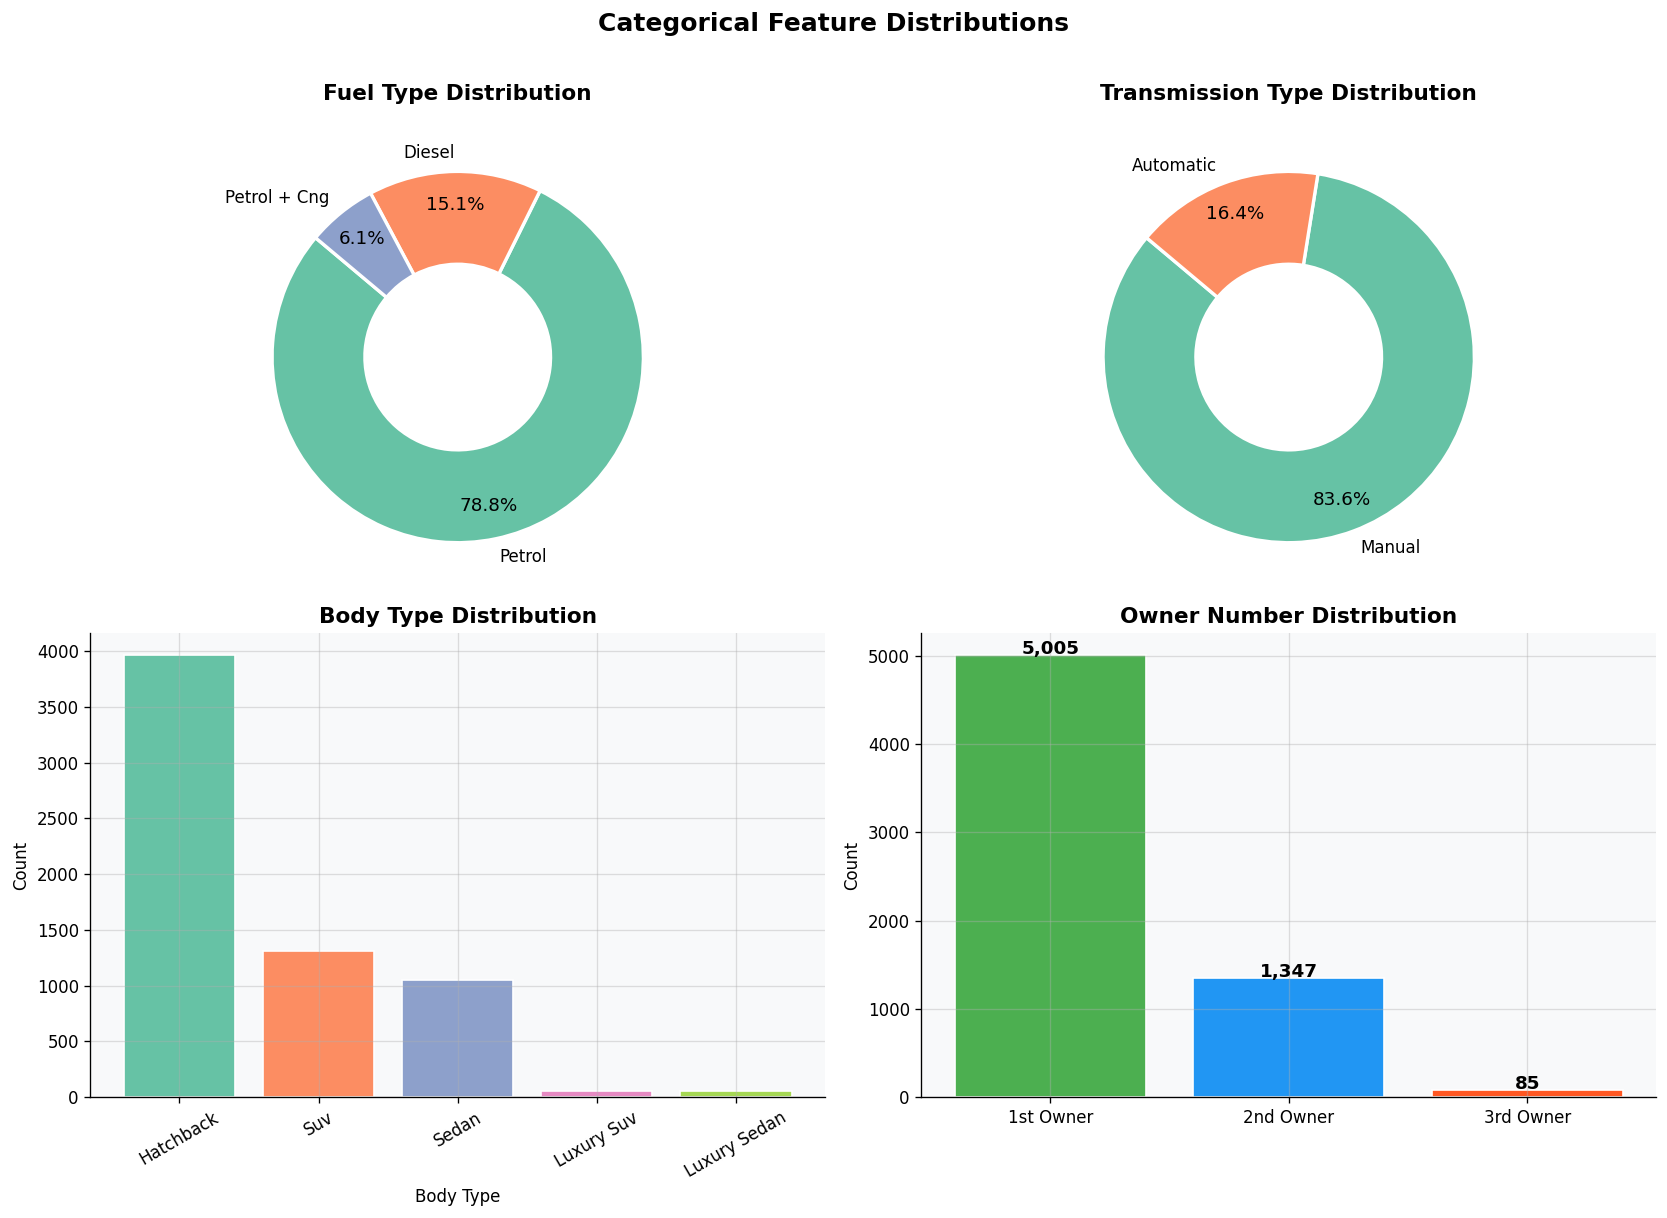 Categorical Feature Distributions
Fuel Type Distribution
Diesel
Petrol + Cng
15.1%
6.1%
78.8%
Petrol
Transmission Type Distribution
Automatic
16.4%
83.6%
Manual
Body Type Distribution
4000
3500
3000
2500
2000
1500
1000
500
0
Count
Hatchback
Suv
Sedan
Luxury Suv
Luxury Sedan
Body Type
Owner Number Distribution
5,005
1,347
85
5000
4000
3000
2000
1000
0
Count
1st Owner
2nd Owner
3rd Owner